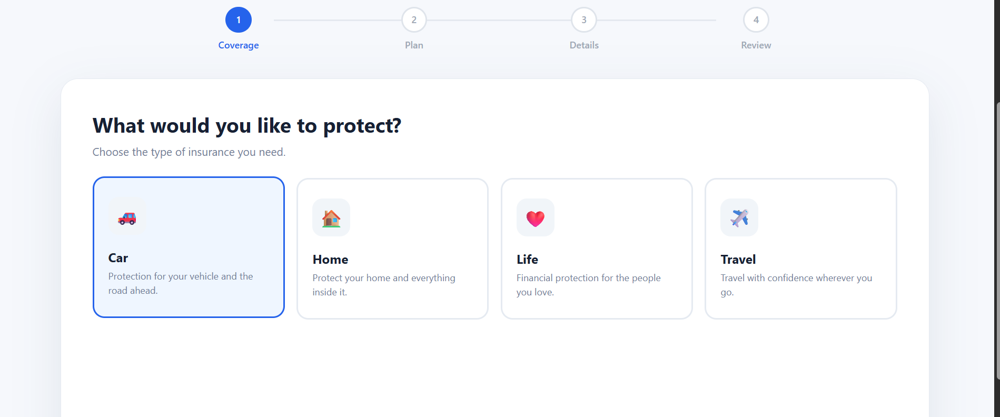 1
2
3
4
Coverage
Plan
Details
Review
What would you like to protect?
Choose the type of insurance you need.
Car
Protection for your vehicle and the
road ahead.
Home
Protect your home and everything
inside it.
Life
Financial protection for the people
you love.
Travel
Travel with confidence wherever you
go.